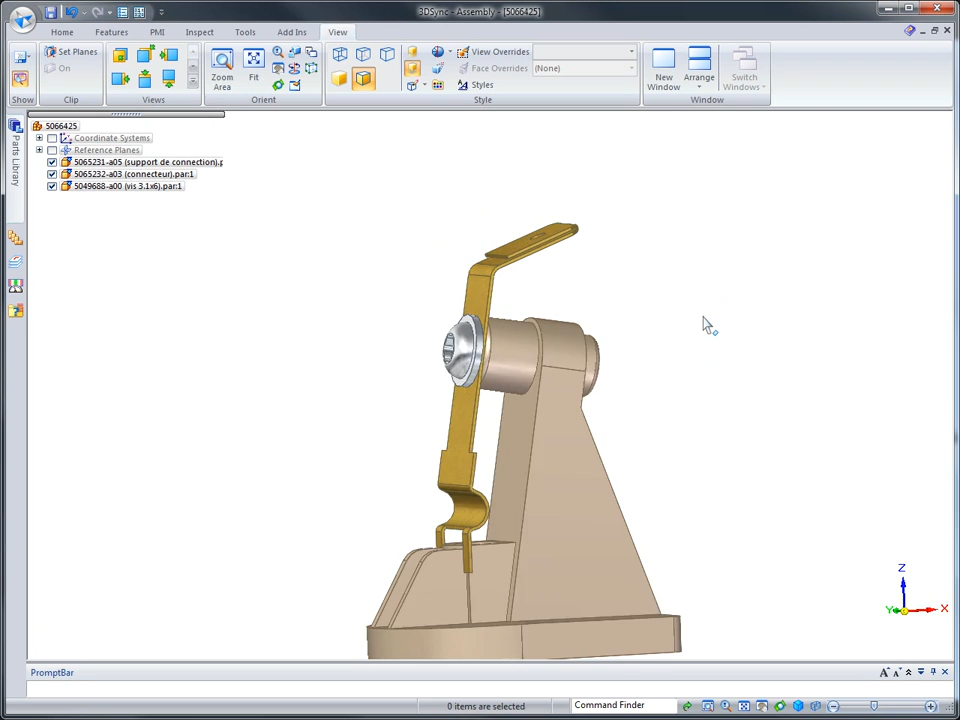 3DSync - Assembly - [5066425]
Home Features PMI Inspect Tools Add Ins View
Set Planes
On
Show
Clip
Views
Zoom Area
Fit
Orient
View Overrides
Face Overrides (None)
Styles
Style
New Window
Arrange
Switch Windows
Window
Parts Library
5066425
Coordinate Systems
Reference Planes
5065231-a05 (support de connection).p
5065232-a03 (connecteur).par:1
5049688-a00 (vis 3.1x6).par:1
Z
Y
X
PromptBar
0 items are selected
Command Finder